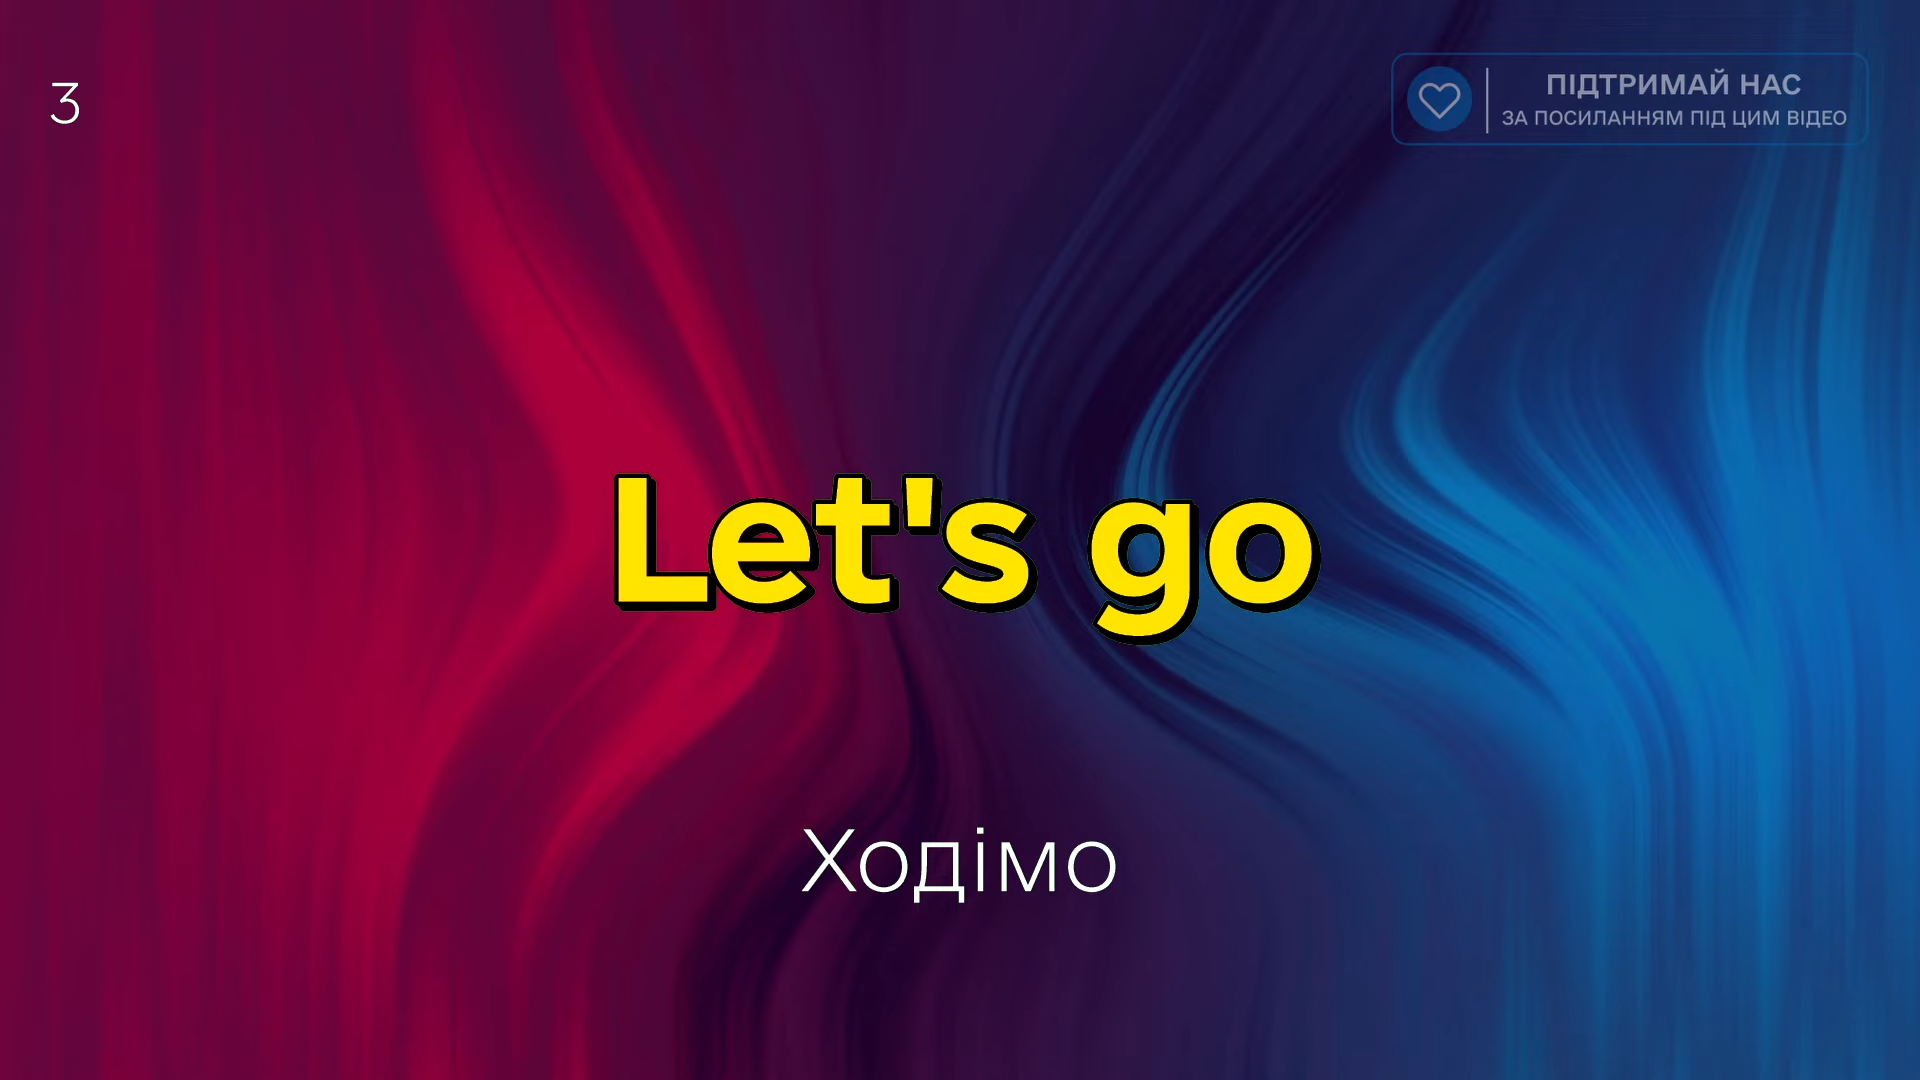 3
ПІДТРИМАЙ НАС
ЗА ПОСИЛАННЯМ ПІД ЦИМ ВІДЕО
Let's go
Ходімо